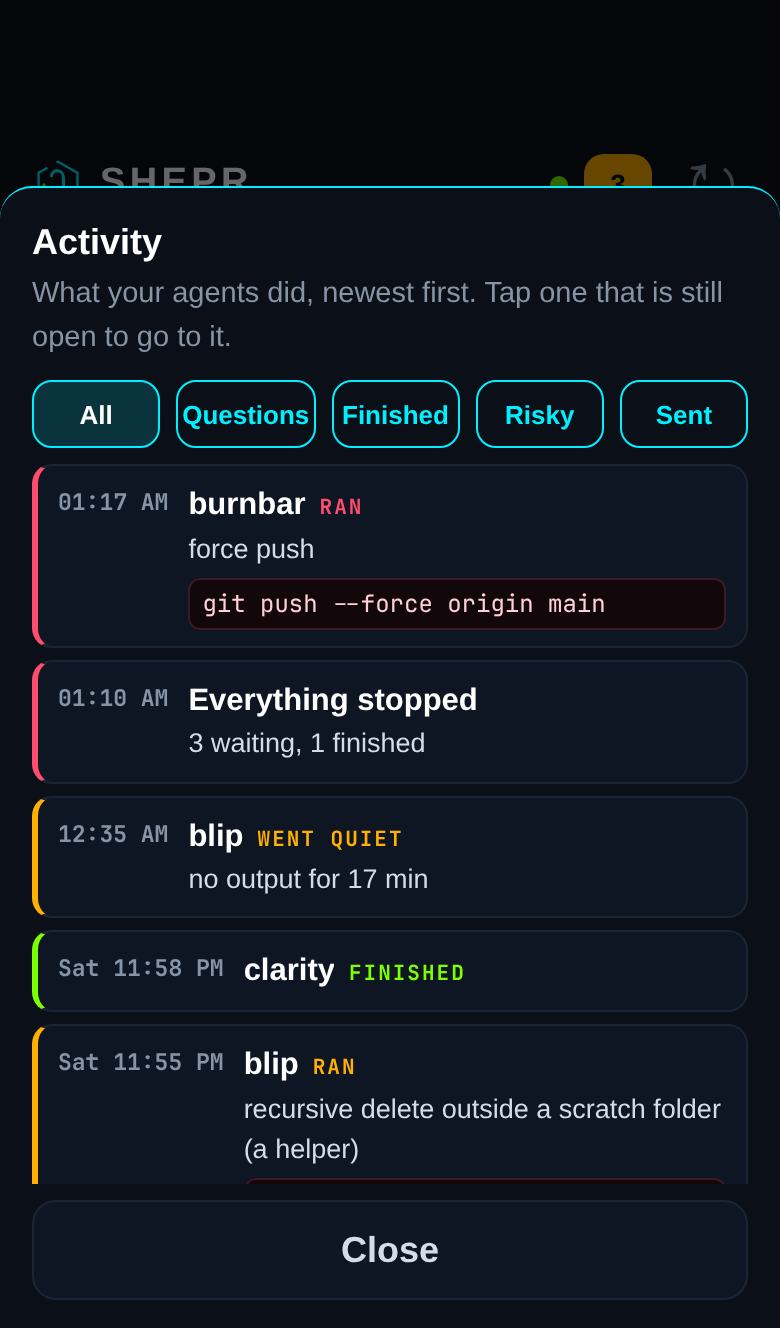 SHEPR
3
Activity
What your agents did, newest first. Tap one that is still
open to go to it.
All Questions Finished Risky Sent
01:17 AM burnbar RAN
force push
git push --force origin main
01:10 AM Everything stopped
3 waiting, 1 finished
12:35 AM blip WENT QUIET
no output for 17 min
Sat 11:58 PM clarity FINISHED
Sat 11:55 PM blip RAN
recursive delete outside a scratch folder
(a helper)
Close